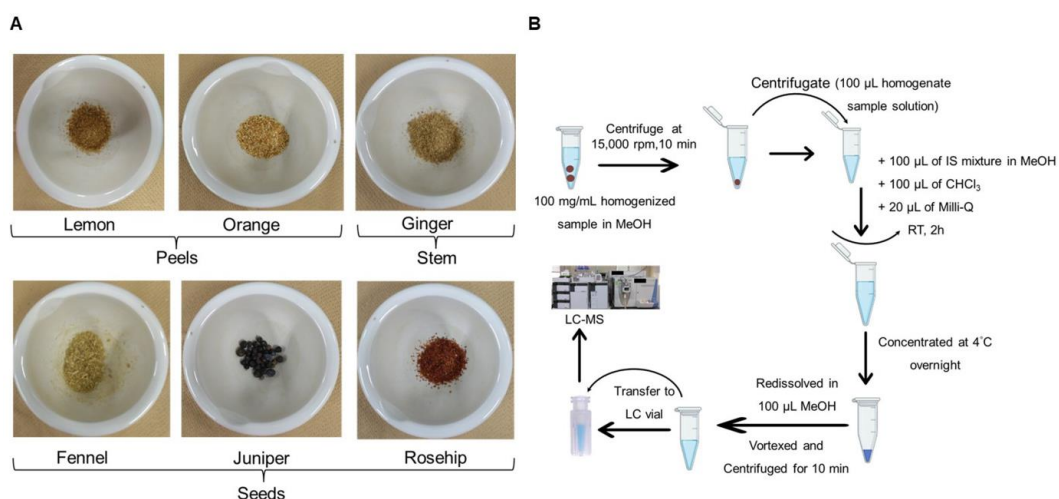 A
Lemon
Orange
Ginger
Peels
Stem
Fennel
Juniper
Rosehip
Seeds
B
Centrifuge at
15,000 rpm,10 min
100 mg/mL homogenized
sample in MeOH
Centrifugate (100 µL homogenate
sample solution)
+ 100 µL of IS mixture in MeOH
+ 100 µL of CHCl₃
+ 20 µL of Milli-Q
RT, 2h
Concentrated at 4°C
overnight
Redissolved in
100 µL MeOH
Vortexed and
Centrifuged for 10 min
Transfer to
LC vial
LC-MS